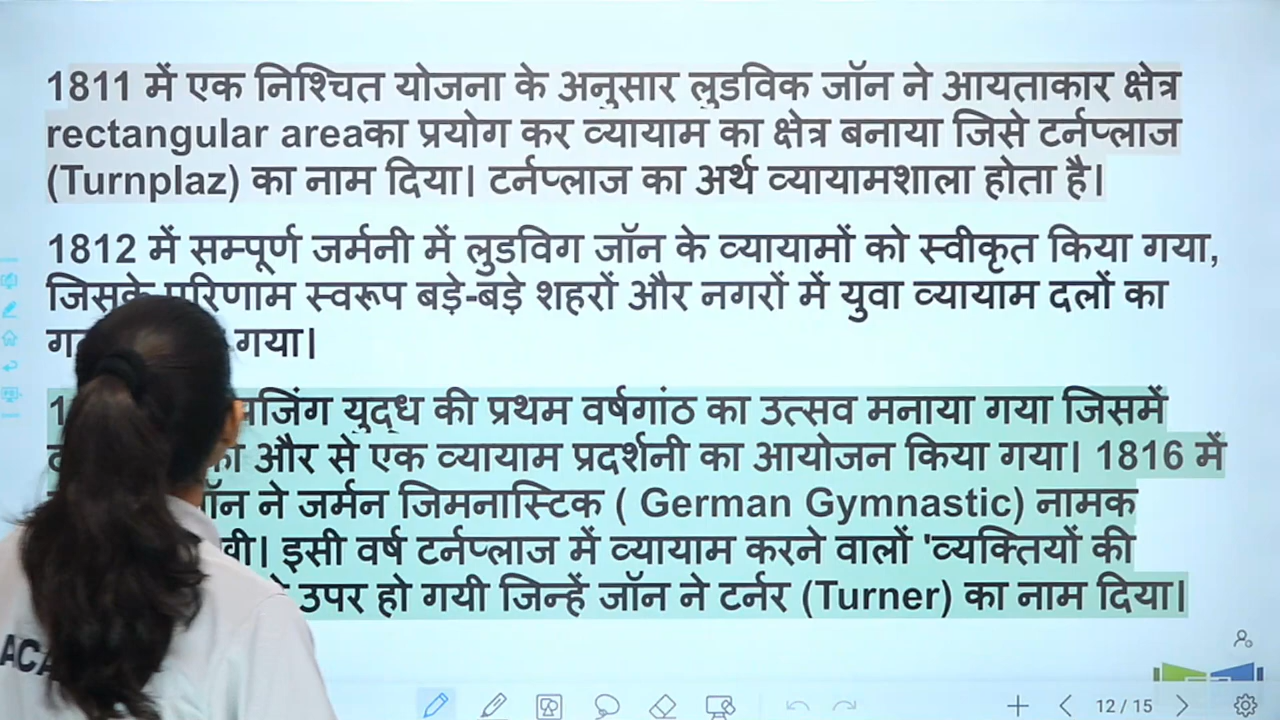 1811 में एक निश्चित योजना के अनुसार लुडविक जॉन ने आयताकार क्षेत्र
rectangular areaका प्रयोग कर व्यायाम का क्षेत्र बनाया जिसे टर्नप्लाज
(Turnplaz) का नाम दिया। टर्नप्लाज का अर्थ व्यायामशाला होता है।
1812 में सम्पूर्ण जर्मनी में लुडविग जॉन के व्यायामों को स्वीकृत किया गया,
जिसके परिणाम स्वरूप बड़े-बड़े शहरों और नगरों में युवा व्यायाम दलों का
गया।
युद्ध की प्रथम वर्षगांठ का उत्सव मनाया गया जिसमें
और से एक व्यायाम प्रदर्शनी का आयोजन किया गया। 1816 में
ने जर्मन जिमनास्टिक ( German Gymnastic) नामक
इसी वर्ष टर्नप्लाज में व्यायाम करने वालों 'व्यक्तियों की
उपर हो गयी जिन्हें जॉन ने टर्नर (Turner) का नाम दिया।
12 / 15